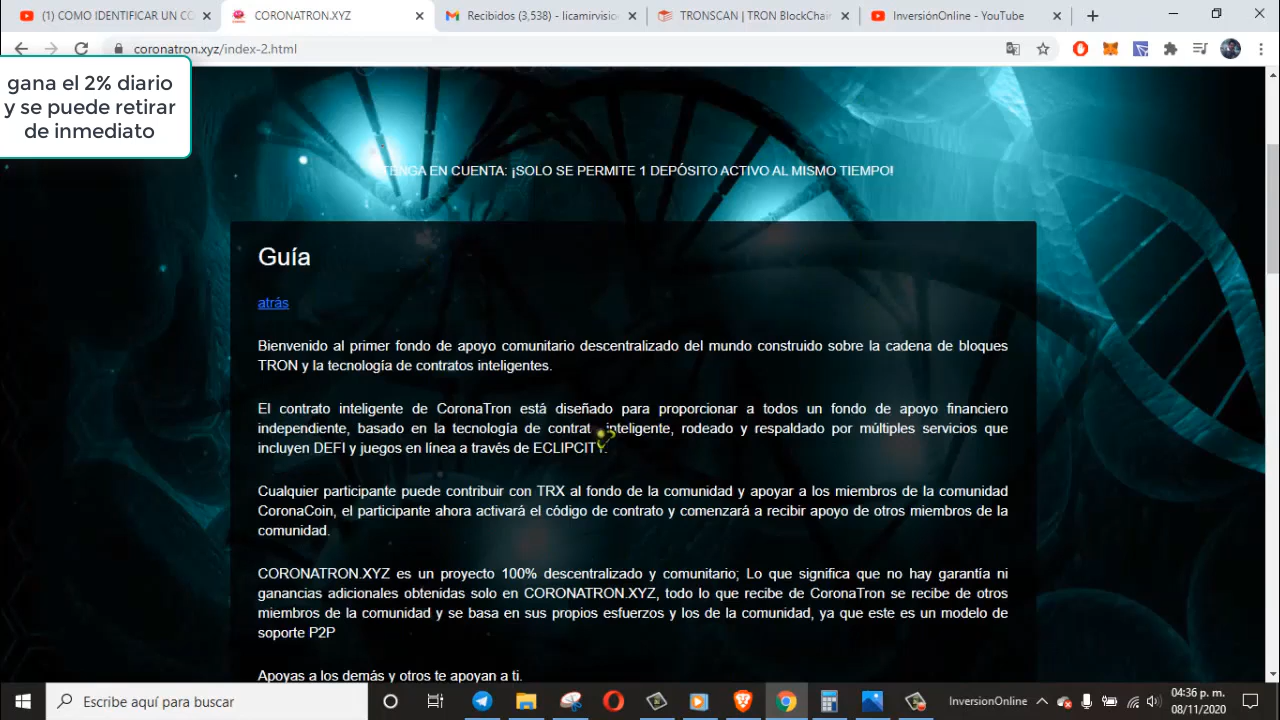 (1) COMO IDENTIFICAR UN CO
CORONATRON.XYZ
Recibidos (3,538) - licamirvisio
TRONSCAN | TRON BlockChai
InversiónOnline - YouTube
coronatron.xyz/index-2.html
gana el 2% diario
y se puede retirar
de inmediato
TENGA EN CUENTA: ¡SOLO SE PERMITE 1 DEPÓSITO ACTIVO AL MISMO TIEMPO!
Guía
atrás
Bienvenido al primer fondo de apoyo comunitario descentralizado del mundo construido sobre la cadena de bloques
TRON y la tecnología de contratos inteligentes.
El contrato inteligente de CoronaTron está diseñado para proporcionar a todos un fondo de apoyo financiero
independiente, basado en la tecnología de contrat inteligente, rodeado y respaldado por múltiples servicios que
incluyen DEFI y juegos en línea a través de ECLIPCITY.
Cualquier participante puede contribuir con TRX al fondo de la comunidad y apoyar a los miembros de la comunidad
CoronaCoin, el participante ahora activará el código de contrato y comenzará a recibir apoyo de otros miembros de la
comunidad.
CORONATRON.XYZ es un proyecto 100% descentralizado y comunitario; Lo que significa que no hay garantía ni
ganancias adicionales obtenidas solo en CORONATRON.XYZ, todo lo que recibe de CoronaTron se recibe de otros
miembros de la comunidad y se basa en sus propios esfuerzos y los de la comunidad, ya que este es un modelo de
soporte P2P
Apoyas a los demás y otros te apoyan a ti.
Escribe aquí para buscar
InversionOnline
04:36 p. m.
08/11/2020